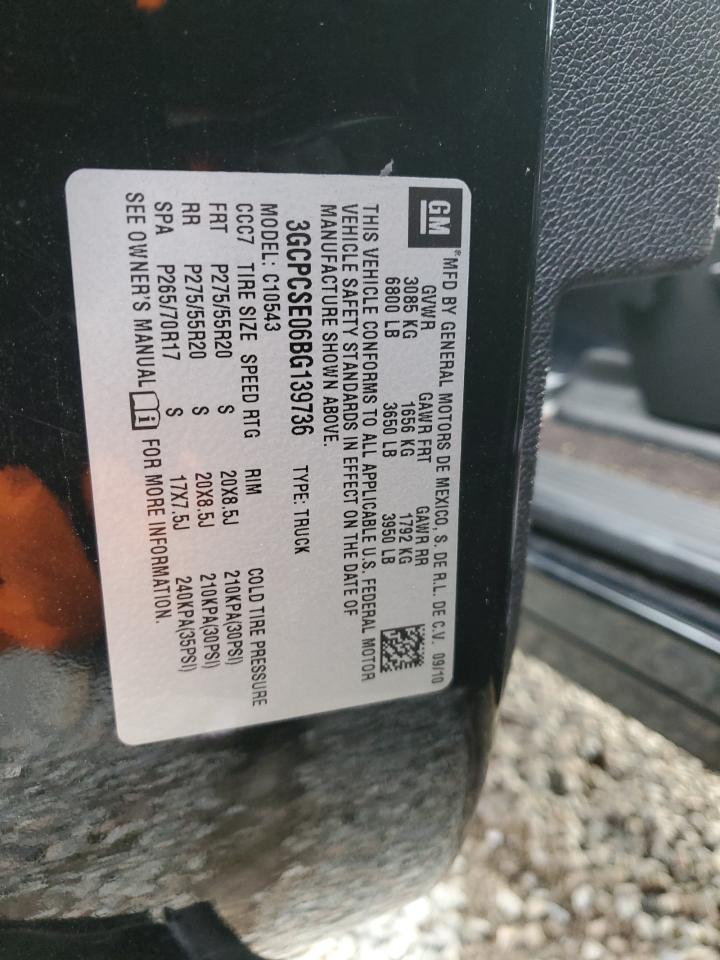 GM® MFD BY GENERAL MOTORS DE MEXICO, S. DE R.L. DE C.V. 09/10
GVWR GAWR FRT GAWR RR
3085 KG 1656 KG 1792 KG
6800 LB 3650 LB 3950 LB
THIS VEHICLE CONFORMS TO ALL APPLICABLE U.S. FEDERAL MOTOR
VEHICLE SAFETY STANDARDS IN EFFECT ON THE DATE OF
MANUFACTURE SHOWN ABOVE.
3GCPCSE06BG139736 TYPE: TRUCK
MODEL: C10543
CCC7 TIRE SIZE SPEED RTG RIM COLD TIRE PRESSURE
FRT P275/55R20 S 20X8.5J 210KPA(30PSI)
RR P275/55R20 S 20X8.5J 210KPA(30PSI)
SPA P265/70R17 S 17X7.5J 240KPA(35PSI)
SEE OWNER'S MANUAL i FOR MORE INFORMATION.